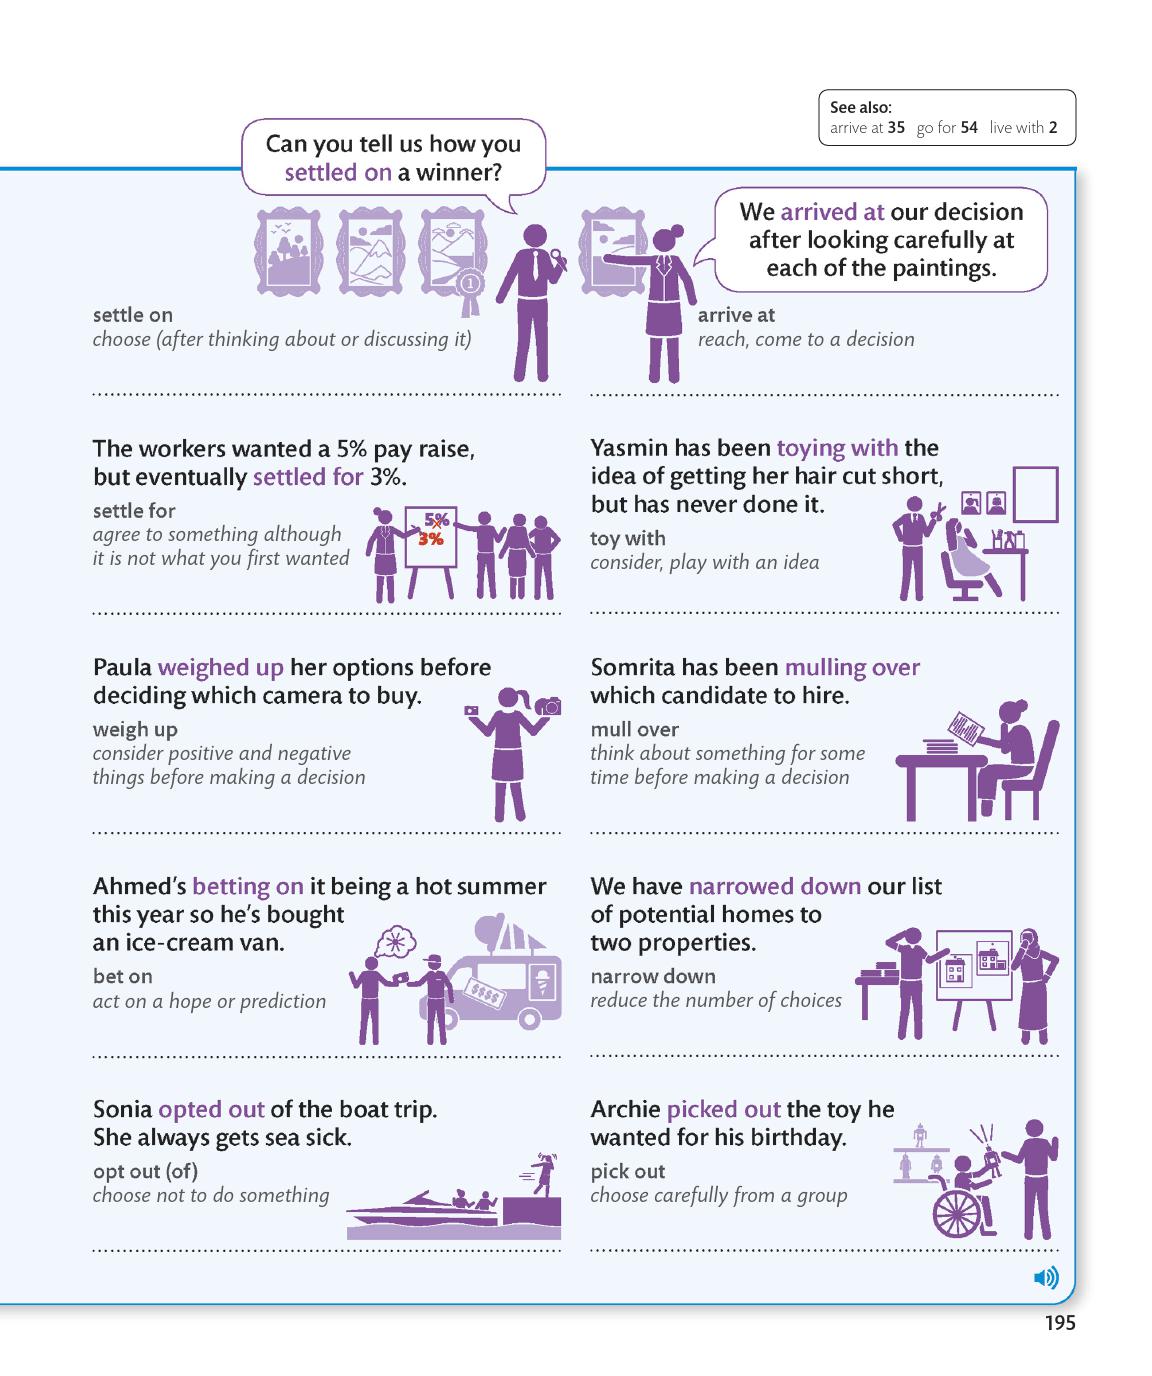 See also:
arrive at 35 go for 54 live with 2
Can you tell us how you
settled on a winner?
We arrived at our decision
after looking carefully at
each of the paintings.
1
settle on
choose (after thinking about or discussing it)
arrive at
reach, come to a decision
The workers wanted a 5% pay raise,
but eventually settled for 3%.
settle for
agree to something although
it is not what you first wanted
5%
3%
Yasmin has been toying with the
idea of getting her hair cut short,
but has never done it.
toy with
consider, play with an idea
Paula weighed up her options before
deciding which camera to buy.
weigh up
consider positive and negative
things before making a decision
Somrita has been mulling over
which candidate to hire.
mull over
think about something for some
time before making a decision
Ahmed's betting on it being a hot summer
this year so he's bought
an ice-cream van.
bet on
act on a hope or prediction
$$$$
We have narrowed down our list
of potential homes to
two properties.
narrow down
reduce the number of choices
Sonia opted out of the boat trip.
She always gets sea sick.
opt out (of)
choose not to do something
Archie picked out the toy he
wanted for his birthday.
pick out
choose carefully from a group
195